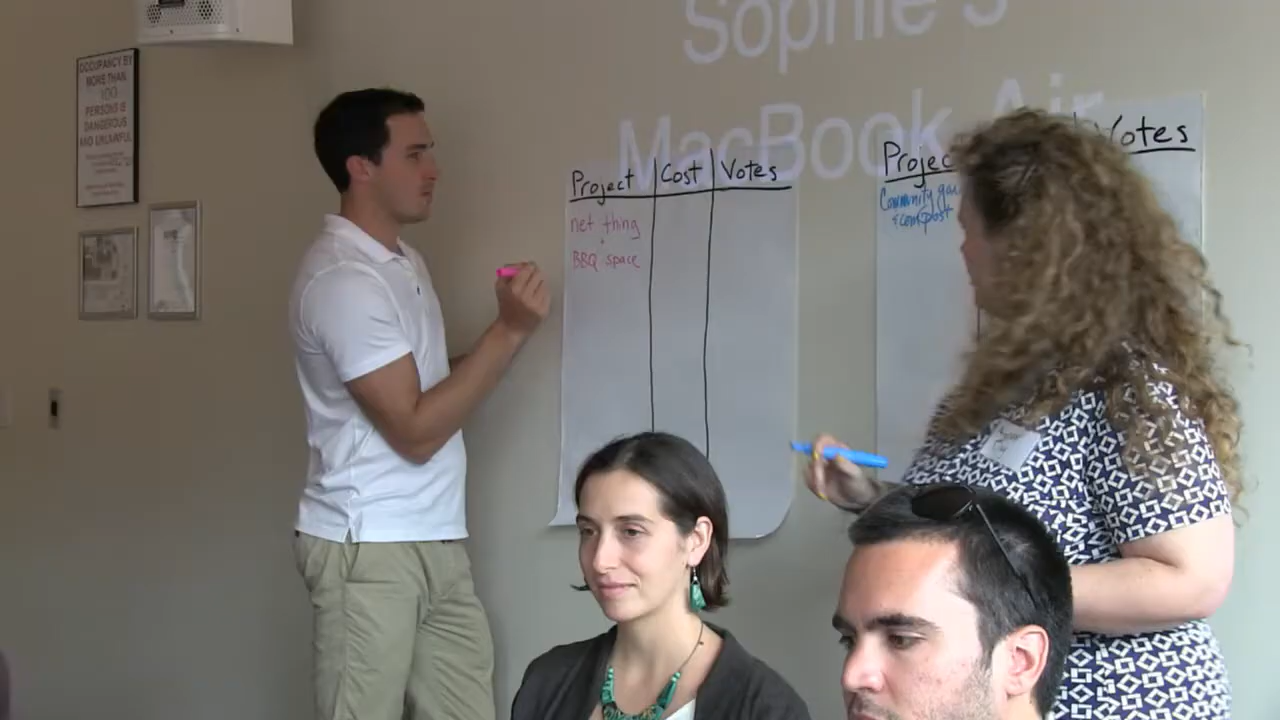 Sophie's
MacBook Air
OCCUPANCY BY
MORE THAN
100
PERSONS IS
DANGEROUS
AND UNLAWFUL
Project Cost Votes
net thing
+
BBQ space
Projec
Votes
Community ga
& compost